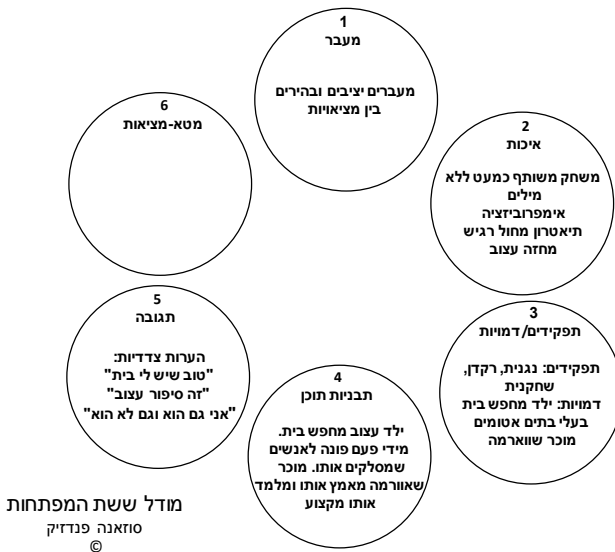 1
מעבר
מעברים יציבים ובהירים
בין מציאויות
2
איכות
משחק משותף כמעט ללא
מילים
אימפרוביזציה
תיאטרון מחול רגיש
מחזה עצוב
3
תפקידים/דמויות
תפקידים: נגנית, רקדן,
שחקנית
דמויות: ילד מחפש בית
בעלי בתים אטומים
מוכר שווארמה
4
תבניות תוכן
ילד עצוב מחפש בית.
מידי פעם פונה לאנשים
שמסלקים אותו. מוכר
שאוורמה מאמץ אותו ומלמד
אותו מקצוע
5
תגובה
הערות צדדיות:
"טוב שיש לי בית"
"זה סיפור עצוב"
"אני גם הוא וגם לא הוא"
6
מטא-מציאות
מודל ששת המפתחות
סוזאנה פנדזיק
©